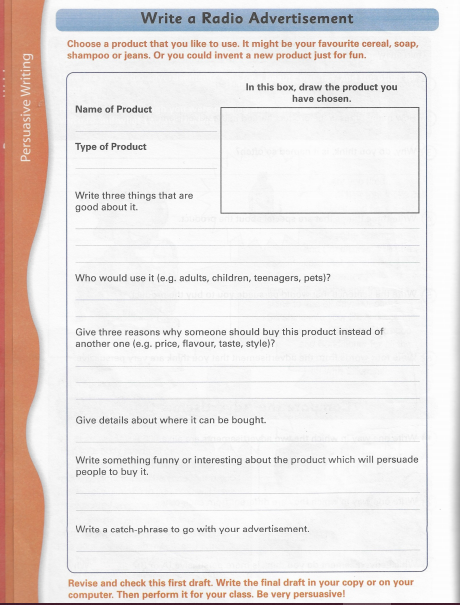 Write a Radio Advertisement
Choose a product that you like to use. It might be your favourite cereal, soap,
shampoo or jeans. Or you could invent a new product just for fun.
Persuasive Writing
In this box, draw the product you
have chosen.
Name of Product
Type of Product
Write three things that are
good about it.
Who would use it (e.g. adults, children, teenagers, pets)?
Give three reasons why someone should buy this product instead of
another one (e.g. price, flavour, taste, style)?
Give details about where it can be bought.
Write something funny or interesting about the product which will persuade
people to buy it.
Write a catch-phrase to go with your advertisement.
Revise and check this first draft. Write the final draft in your copy or on your
computer. Then perform it for your class. Be very persuasive!